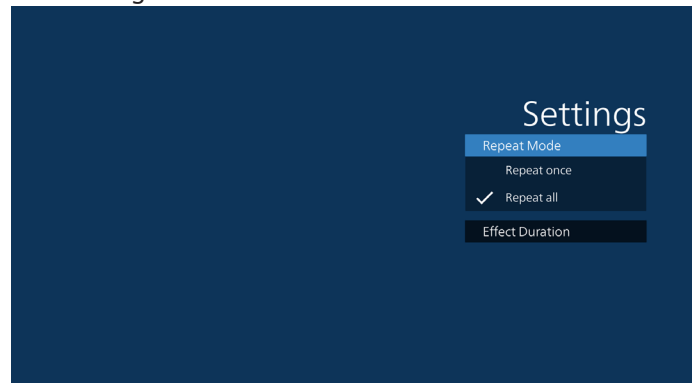 Settings
Repeat Mode
Repeat once
Repeat all
Effect Duration